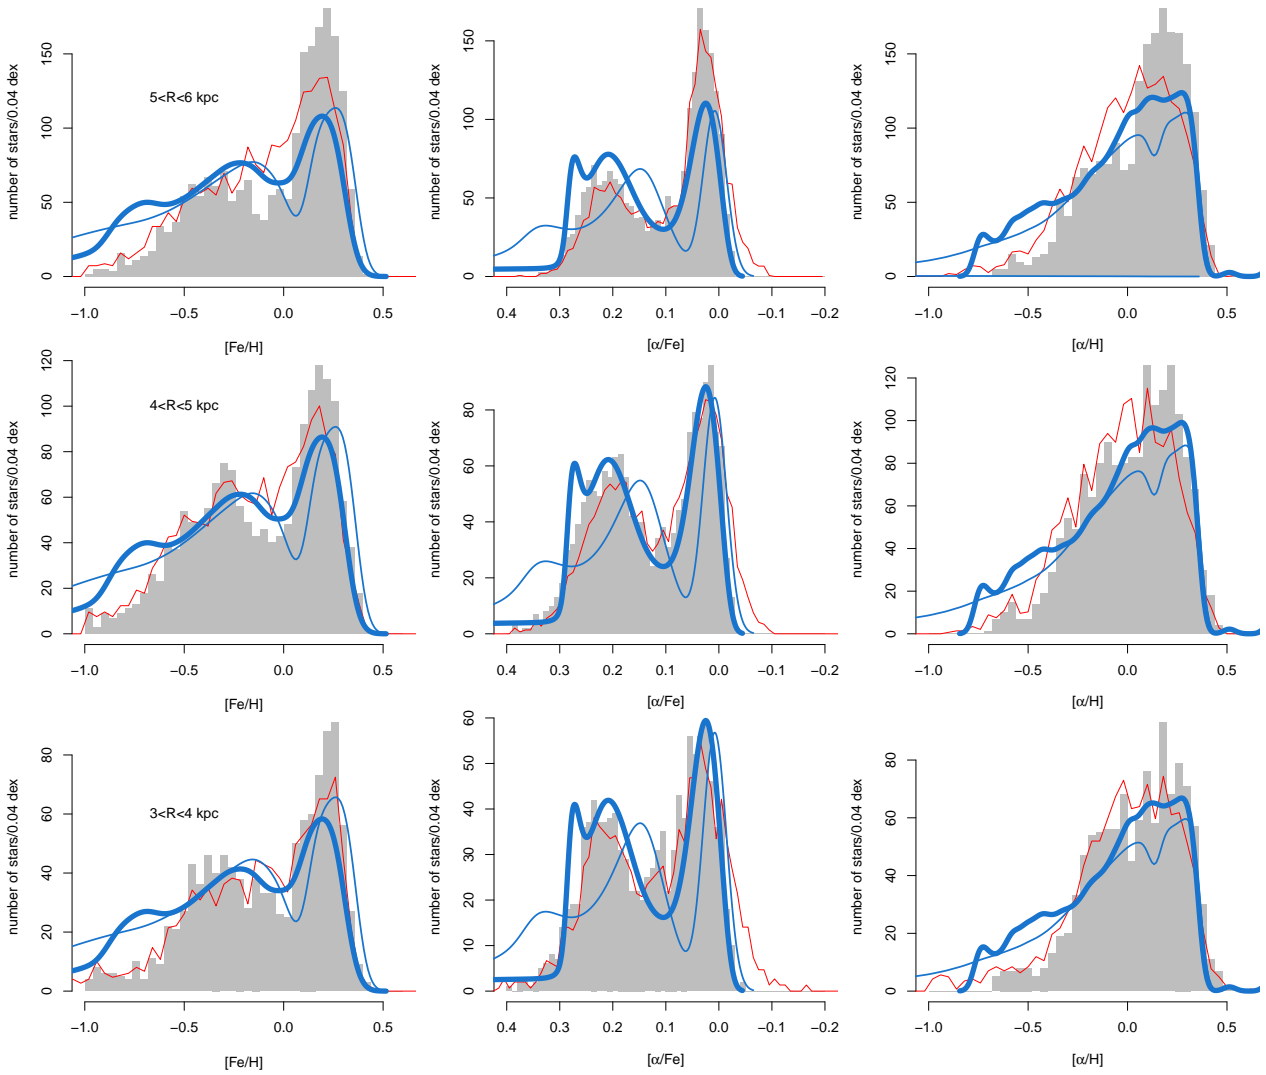 number of stars/0.04 dex
0 50 100 150
5<R<6 kpc
−1.0 −0.5 0.0 0.5
[Fe/H]
number of stars/0.04 dex
0 50 100 150
0.4 0.3 0.2 0.1 0.0 −0.1 −0.2
[α/Fe]
number of stars/0.04 dex
0 50 100 150
−1.0 −0.5 0.0 0.5
[α/H]
number of stars/0.04 dex
0 20 40 60 80 100 120
4<R<5 kpc
−1.0 −0.5 0.0 0.5
[Fe/H]
number of stars/0.04 dex
0 20 40 60 80
0.4 0.3 0.2 0.1 0.0 −0.1 −0.2
[α/Fe]
number of stars/0.04 dex
0 20 40 60 80 100 120
−1.0 −0.5 0.0 0.5
[α/H]
number of stars/0.04 dex
0 20 40 60 80
3<R<4 kpc
−1.0 −0.5 0.0 0.5
[Fe/H]
number of stars/0.04 dex
0 10 20 30 40 50 60
0.4 0.3 0.2 0.1 0.0 −0.1 −0.2
[α/Fe]
number of stars/0.04 dex
0 20 40 60 80
−1.0 −0.5 0.0 0.5
[α/H]